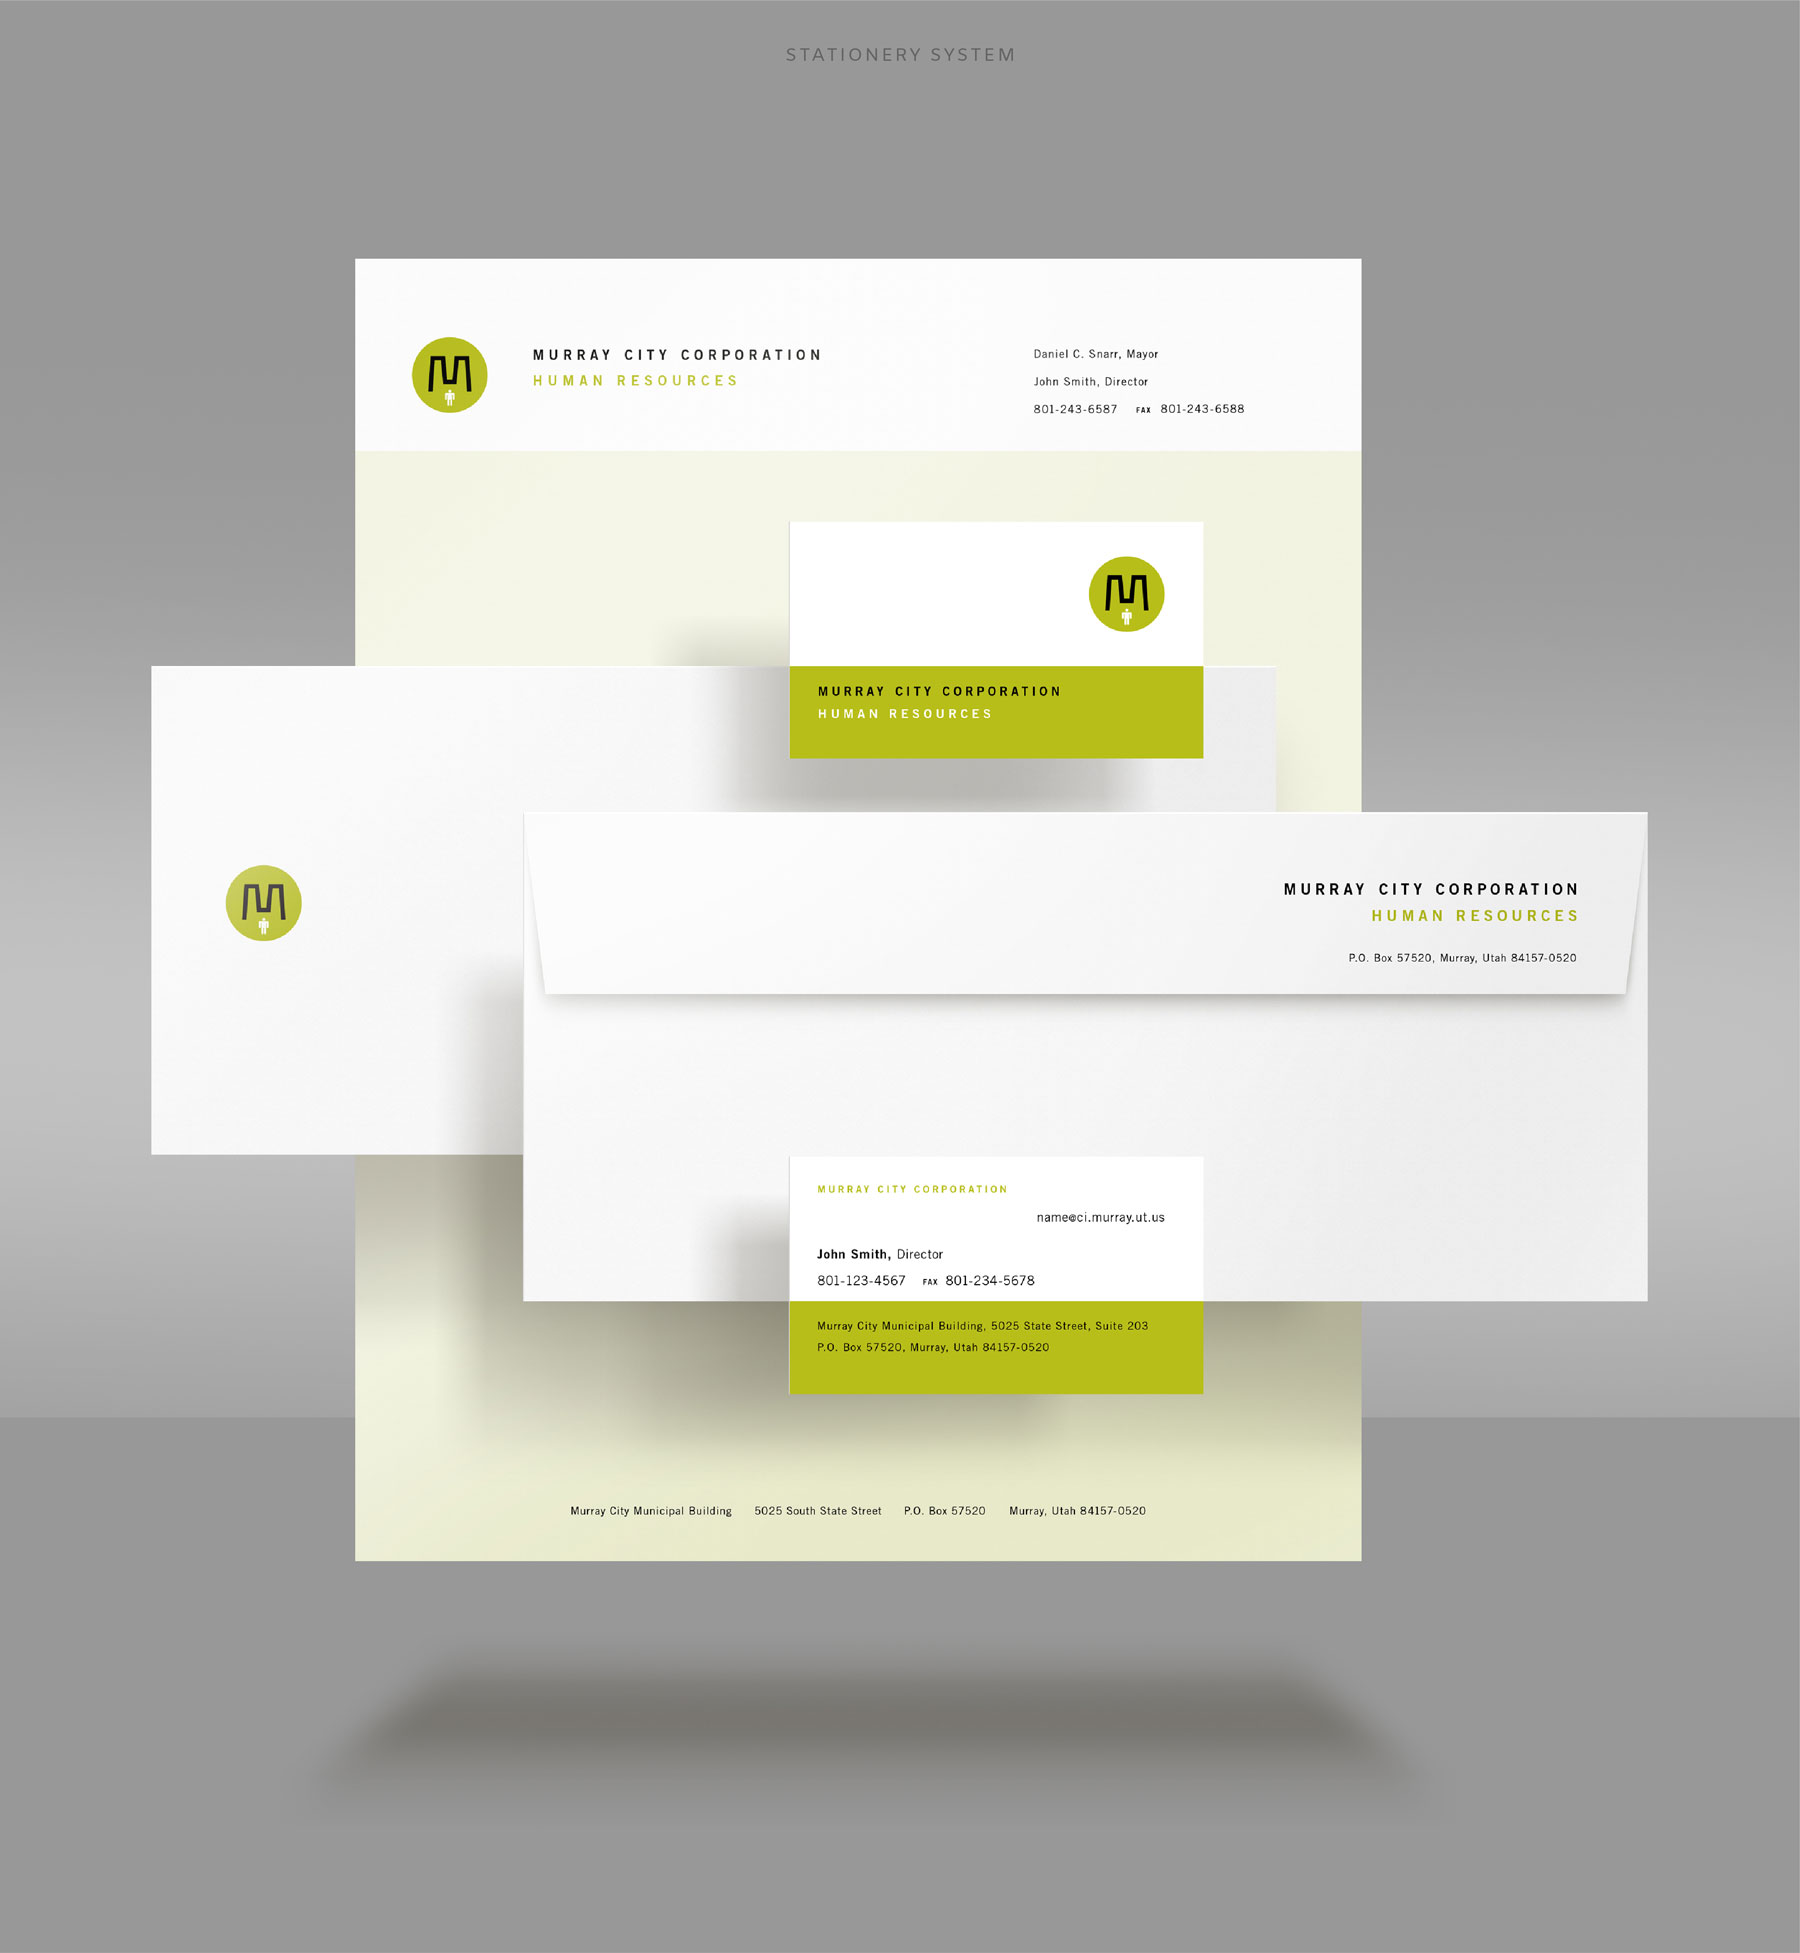 STATIONERY SYSTEM
M
MURRAY CITY CORPORATION
HUMAN RESOURCES
Daniel C. Snarr, Mayor
John Smith, Director
801-243-6587 FAX 801-243-6588
M
MURRAY CITY CORPORATION
HUMAN RESOURCES
M
MURRAY CITY CORPORATION
HUMAN RESOURCES
P.O. Box 57520, Murray, Utah 84157-0520
MURRAY CITY CORPORATION
name@ci.murray.ut.us
John Smith, Director
801-123-4567 FAX 801-234-5678
Murray City Municipal Building, 5025 State Street, Suite 203
P.O. Box 57520, Murray, Utah 84157-0520
Murray City Municipal Building 5025 South State Street P.O. Box 57520 Murray, Utah 84157-0520